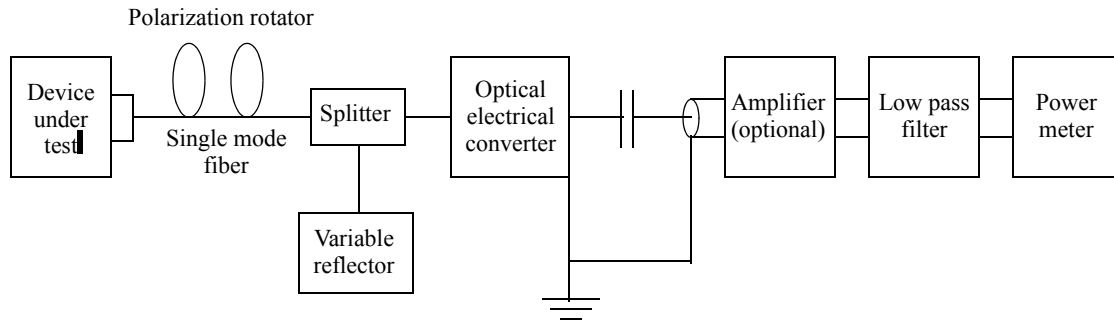 Polarization rotator
Device
under
test
Single mode
fiber
Splitter
Variable
reflector
Optical
electrical
converter
Amplifier
(optional)
Low pass
filter
Power
meter